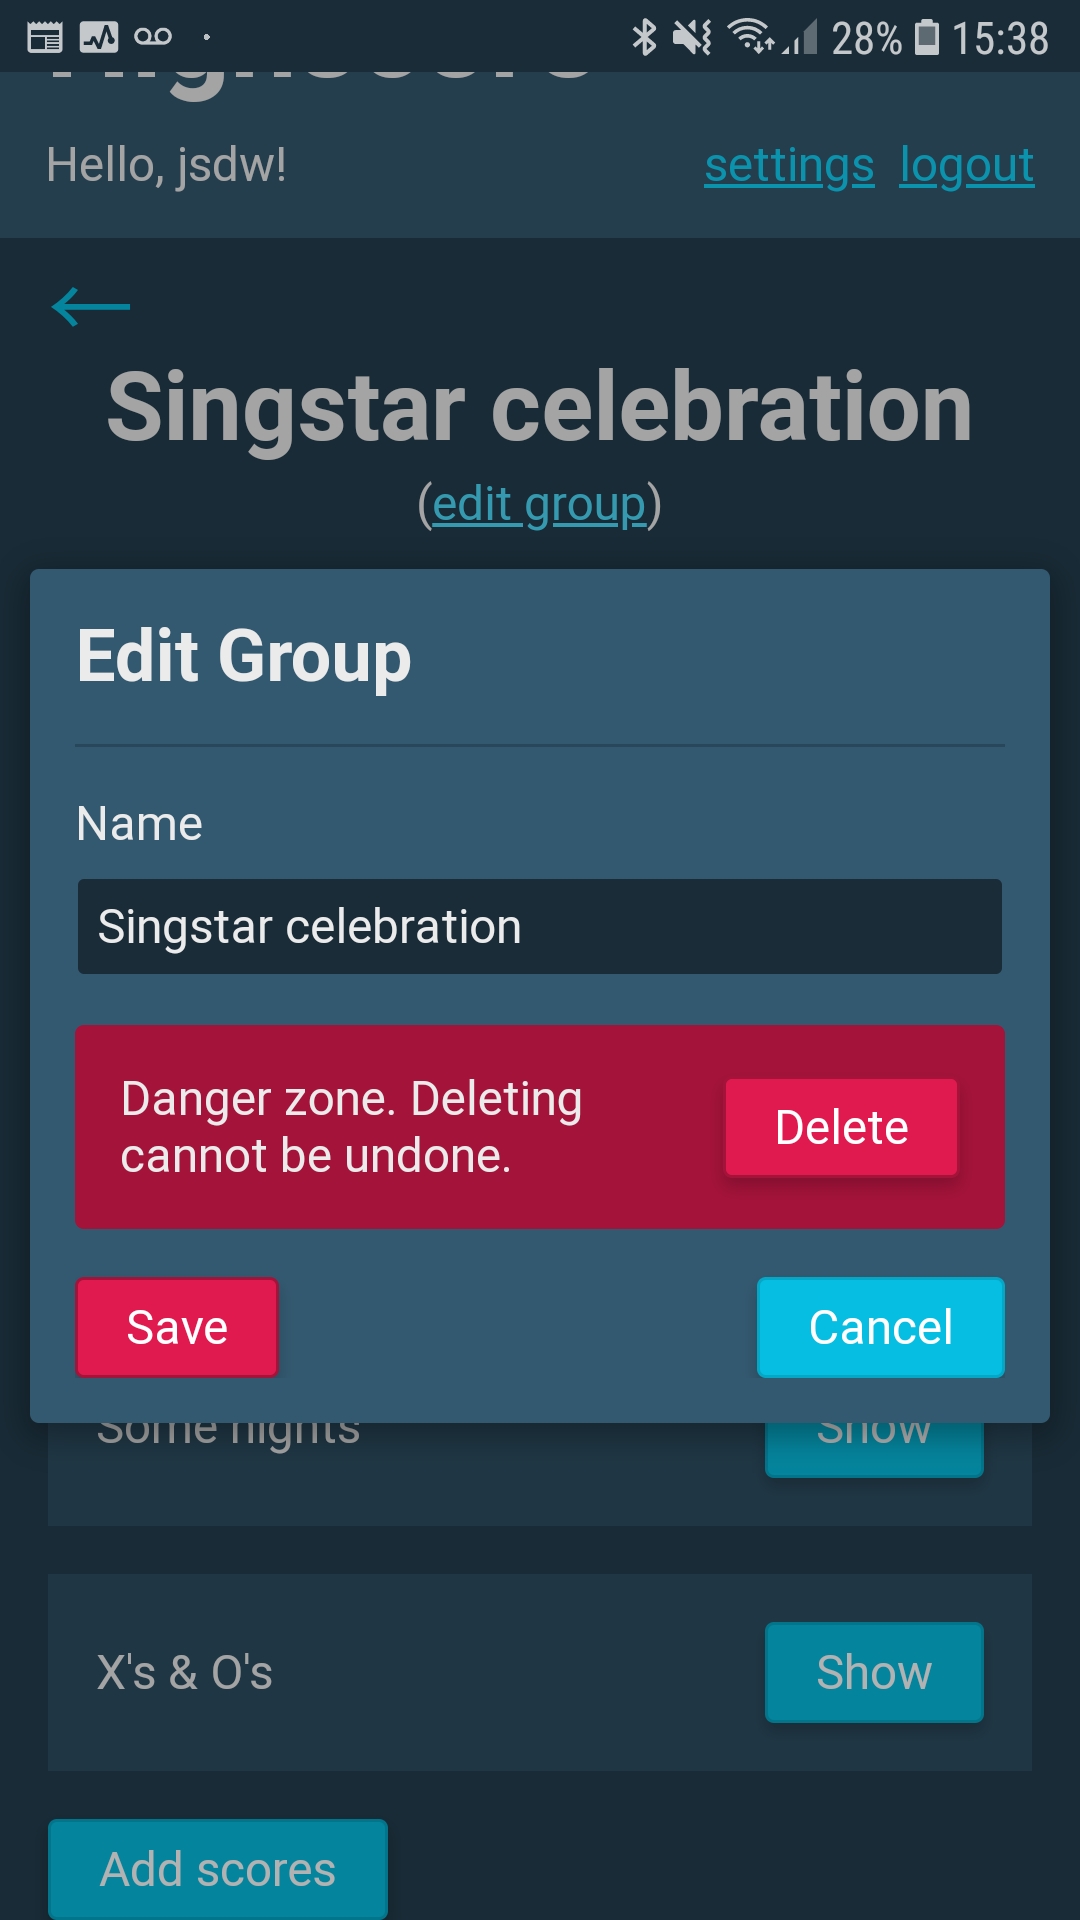 28% 15:38
Hello, jsdw! settings logout
Singstar celebration
(edit group)
Edit Group
Name
Singstar celebration
Danger zone. Deleting
cannot be undone.
Delete
Save Cancel
Some nights Show
X's & O's Show
Add scores